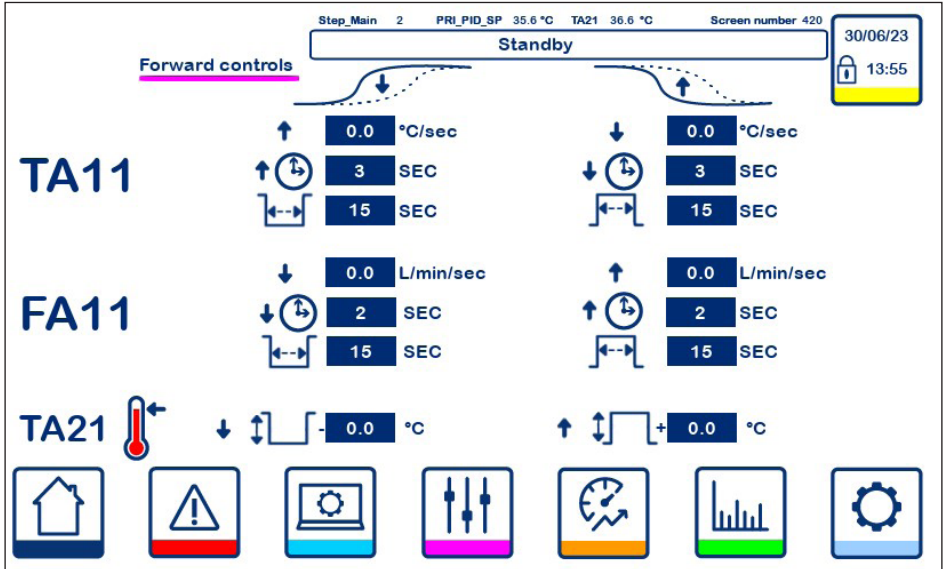 Step_Main 2 PRI_PID_SP 35.6 °C TA21 36.6 °C Screen number 420
Standby
30/06/23
13:55
Forward controls
TA11
0.0 °C/sec
3 SEC
15 SEC
0.0 °C/sec
3 SEC
15 SEC
FA11
0.0 L/min/sec
2 SEC
15 SEC
0.0 L/min/sec
2 SEC
15 SEC
TA21
- 0.0 °C
+ 0.0 °C